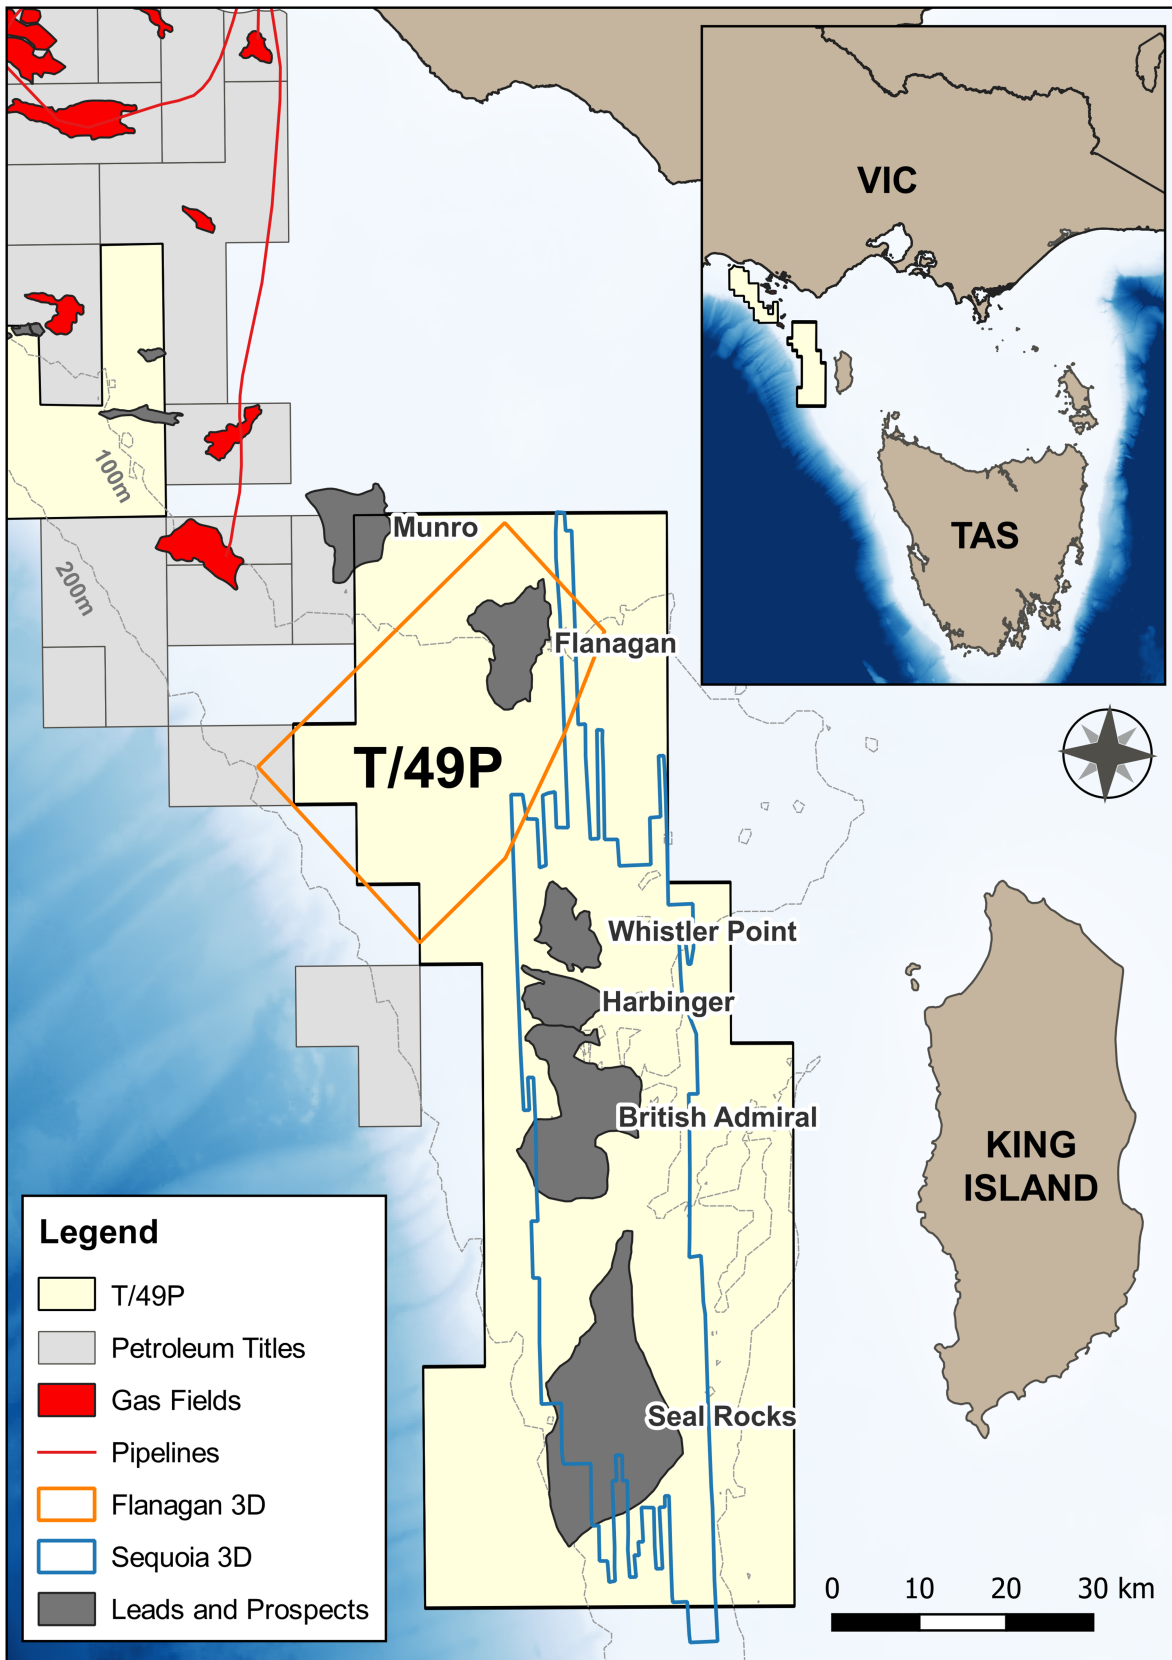 VIC
TAS
100m
200m
Munro
Flanagan
T/49P
Whistler Point
Harbinger
British Admiral
Seal Rocks
KING
ISLAND
Legend
T/49P
Petroleum Titles
Gas Fields
Pipelines
Flanagan 3D
Sequoia 3D
Leads and Prospects
0 10 20 30 km